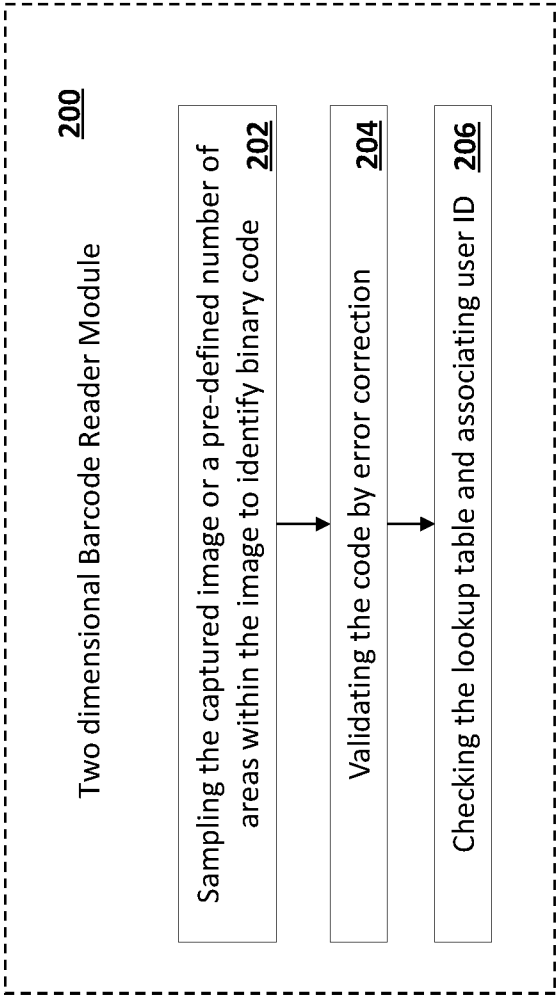 Two dimensional Barcode Reader Module 200
Sampling the captured image or a pre-defined number of
areas within the image to identify binary code 202
Validating the code by error correction 204
Checking the lookup table and associating user ID 206